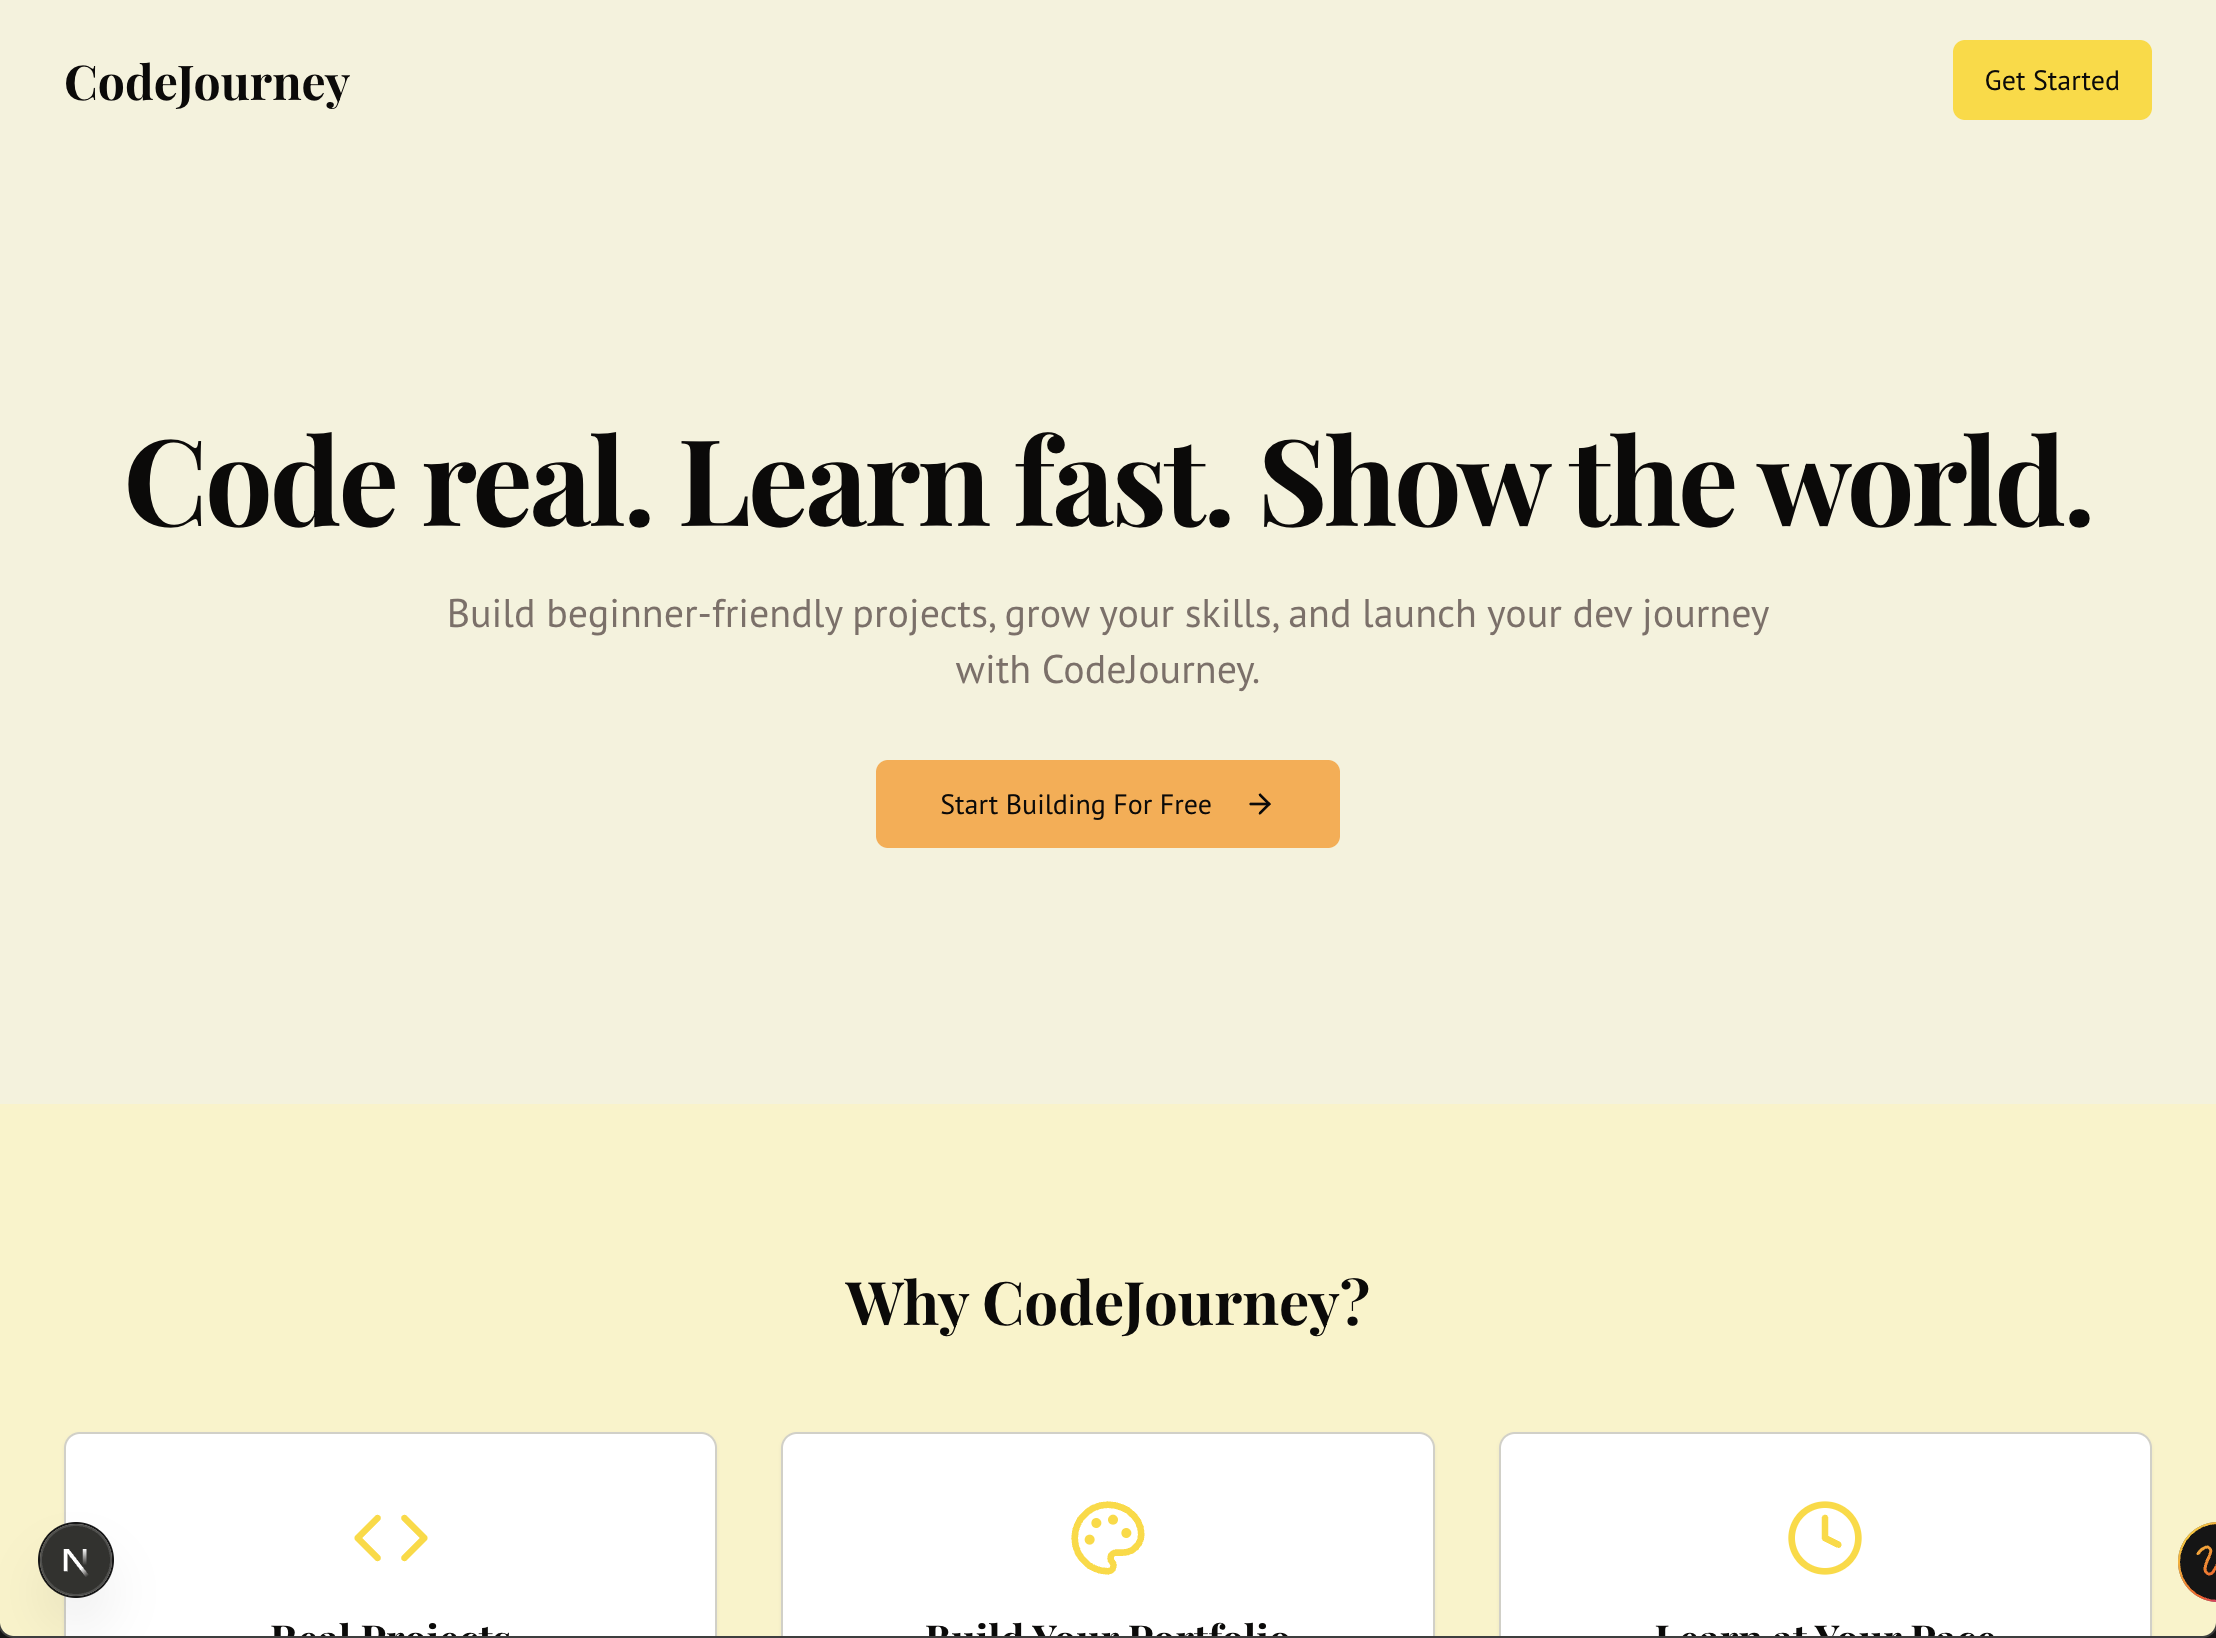 CodeJourney
Get Started
Code real. Learn fast. Show the world.
Build beginner-friendly projects, grow your skills, and launch your dev journey
with CodeJourney.
Start Building For Free
Why CodeJourney?
N
Real Projects
Build Your Portfolio
Learn at Your Pace